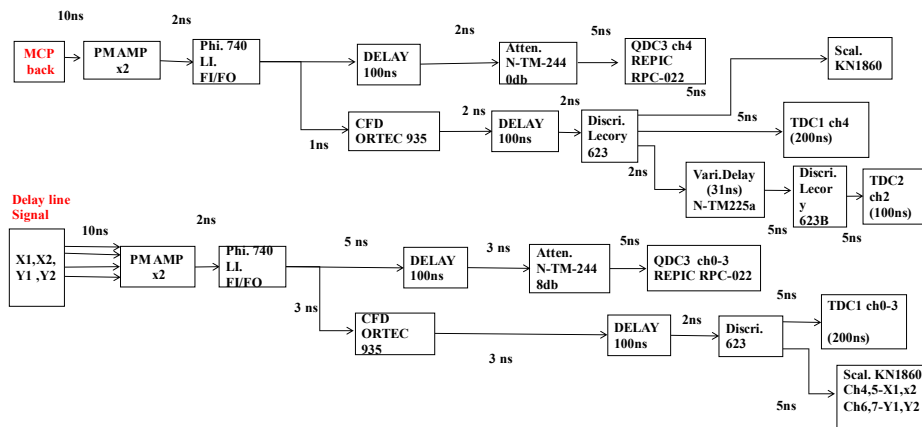 10ns
2ns
2ns
5ns
MCP
back
PM AMP
x2
Phi. 740
LI.
FI/FO
DELAY
100ns
Atten.
N-TM-244
0db
QDC3 ch4
REPIC
RPC-022
Scal.
KN1860
5ns
1ns
CFD
ORTEC 935
2 ns
DELAY
100ns
2ns
Discri.
Lecory
623
5ns
TDC1 ch4
(200ns)
2ns
Vari.Delay
(31ns)
N-TM225a
5ns
Discri.
Lecor
y
623B
5ns
TDC2
ch2
(100ns)
Delay line
Signal
10ns
2ns
X1,X2,
Y1 ,Y2
PM AMP
x2
Phi. 740
LI.
FI/FO
5 ns
DELAY
100ns
3 ns
Atten.
N-TM-244
8db
5ns
QDC3 ch0-3
REPIC RPC-022
3 ns
CFD
ORTEC
935
3 ns
DELAY
100ns
2ns
Discri.
623
5ns
TDC1 ch0-3
(200ns)
5ns
Scal. KN1860
Ch4,5-X1,x2
Ch6,7-Y1,Y2